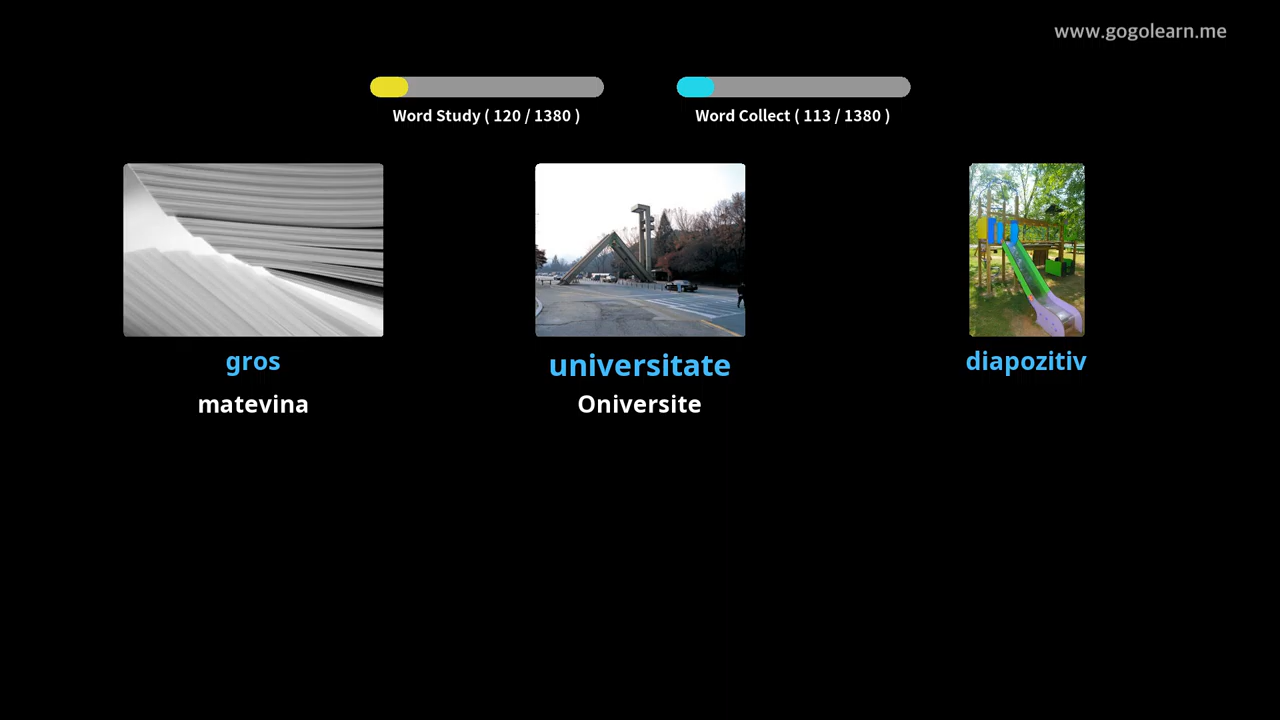 www.gogolearn.me
Word Study ( 120 / 1380 )
Word Collect ( 113 / 1380 )
gros
universitate
diapozitiv
matevina
Oniversite